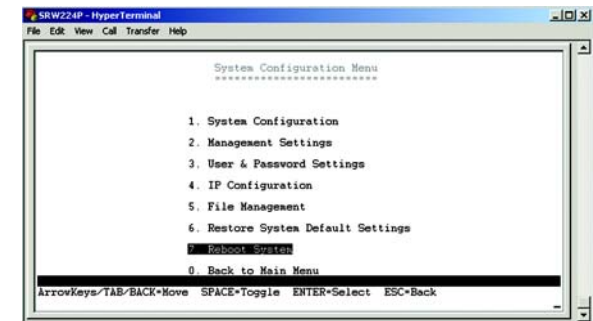 SRW224P - HyperTerminal
File Edit View Call Transfer Help
System Configuration Menu
=========================
1. System Configuration
2. Management Settings
3. User & Password Settings
4. IP Configuration
5. File Management
6. Restore System Default Settings
7. Reboot System
0. Back to Main Menu
ArrowKeys/TAB/BACK=Move SPACE=Toggle ENTER=Select ESC=Back